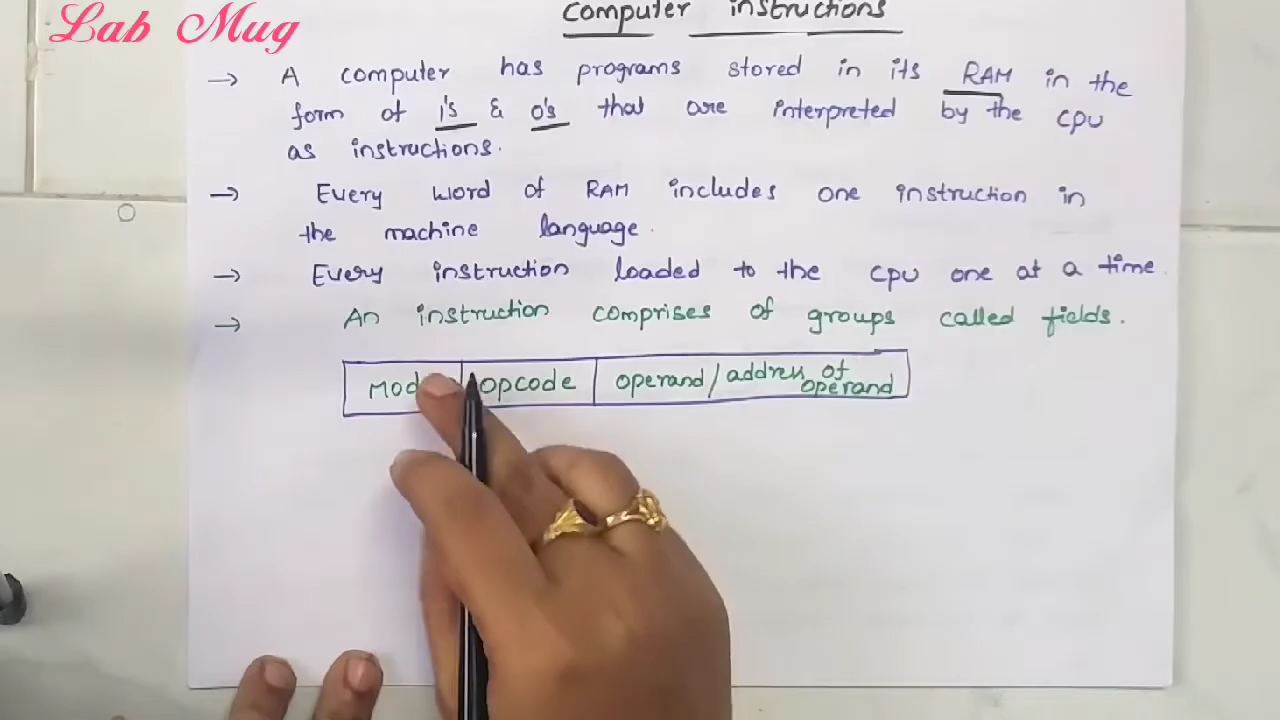 Lab Mug
Computer instructions
→ A computer has programs stored in its RAM in the
form of 1's & 0's that are interpreted by the cpu
as instructions.
→ Every word of RAM includes one instruction in
the machine language.
→ Every instruction loaded to the cpu one at a time.
→ An instruction comprises of groups called fields.
Mod opcode operand/address of
operand